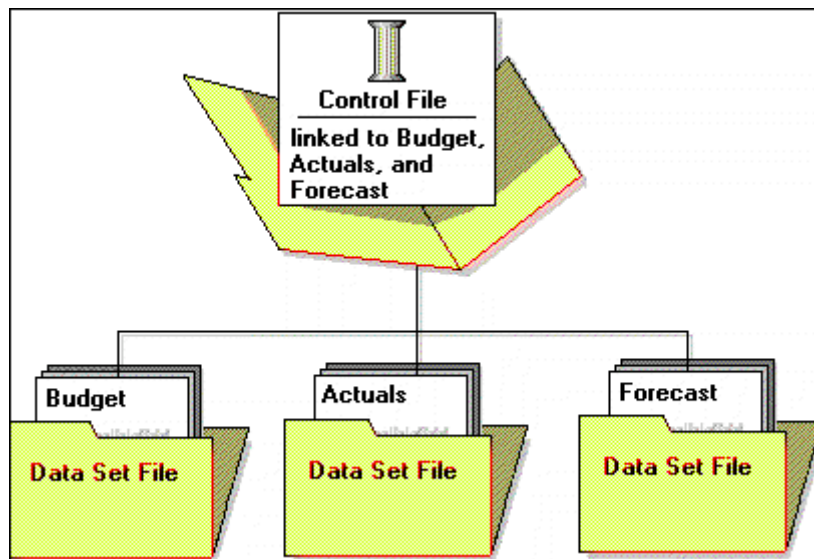 Control File
linked to Budget,
Actuals, and
Forecast
Budget
Actuals
Forecast
Data Set File
Data Set File
Data Set File